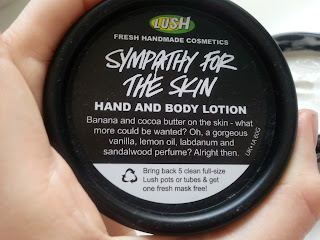 LUSH
FRESH HANDMADE COSMETICS
SYMPATHY FOR
THE SKIN
HAND AND BODY LOTION
Banana and cocoa butter on the skin - what
more could be wanted? Oh, a gorgeous
vanilla, lemon oil, labdanum and
sandalwood perfume? Alright then.
Bring back 5 clean full-size
Lush pots or tubes & get
one fresh mask free!